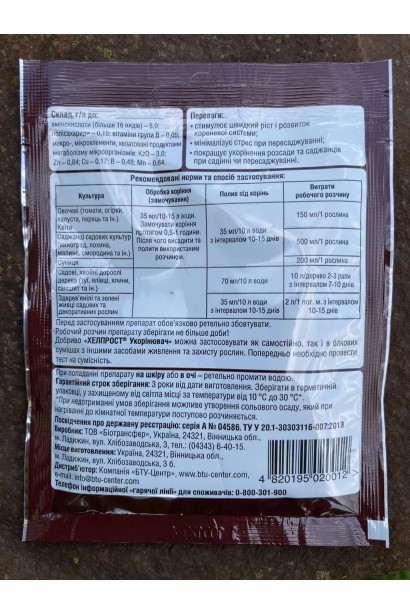 Склад, г/л до:
амінокислоти (більше 16 видів) – 5,0;
полісахариди – 0,15; вітаміни групи В – 0,05;
макро-, мікроелементи, хелатовані продуктами
метаболізму мікроорганізмів: K₂O – 3,0;
Zn – 0,84; Cu – 0,17; B – 0,48; Mn – 0,64.
Переваги:
• стимулює швидкий ріст і розвиток
кореневої системи;
• мінімалізує стрес при пересаджуванні;
• покращує укорінення розсади та саджанців
при садінні чи пересаджуванні.
Рекомендовані норми та спосіб застосування:
Культура
Обробка коріння
(замочування)
Полив під корінь
Витрати
робочого розчину
Овочеві (томати, огірки,
капуста, перець та ін.)
Квіти
35 мл/10-15 л води.
Замочувати коріння
протягом 0,5-1 години.
Після чого висадити та
полити використаним
розчином.
35 мл/10 л води
з інтервалом 10-15 днів
150 мл/1 рослина
Саджанці садових культур
(виноград, лохина,
малина, смородина та ін.)
500 мл/1 рослина
Суниця
200 мл/1 рослина
Садові, хвойні дорослі
дерева (туї, ялівці, ялини,
самшит та ін.)
70 мл/10 л води
10 л/дерево 2-3 рази
з інтервалом 7-10 днів
Здерев'янілі та зелені
живці садових та
декоративних рослин
35 мл/10 л води
з інтервалом 10-15 днів
2 л/1 пог. м. з інтервалом
10-15 днів
Перед застосуванням препарат обов'язково ретельно збовтувати.
Робочий розчин препарату зберігати не більше доби!
Добриво «ХЕЛПРОСТ® Укорінювач» можна застосовувати як самостійно, так і в бакових
сумішах з іншими засобами живлення та захисту рослин. Попередньо необхідно провести
тест на сумісність.
При попаданні препарату на шкіру або в очі – ретельно промити водою.
Гарантійний строк зберігання: 3 роки від дати виготовлення. Зберігати в герметичній
упаковці, у захищеному від світла місці за температури від 10 °С до 30 °С*.
*При недотриманні умов зберігання можливе утворення сольового осаду, який при
нагріванні до кімнатної температури поступово розчиняється.
Посвідчення про державну реєстрацію: серія А № 04586. ТУ У 20.1-30303116-007:2013
Виробник: ТОВ «Біотрансфер», Україна, 24321, Вінницька обл.,
м. Ладижин, вул. Хлібозаводська, 3. / тел.: (04343) 6-40-15.
Місце виготовлення: Україна, 24321, Вінницька обл.,
м. Ладижин, вул. Хлібозаводська, 3 б.
Дистриб'ютор: Компанія «БТУ-Центр», www.btu-center.com,
e-mail: info@btu-center.com
Телефон інформаційної «гарячої лінії» для споживачів: 0-800-301-900
4 820195 020012 >